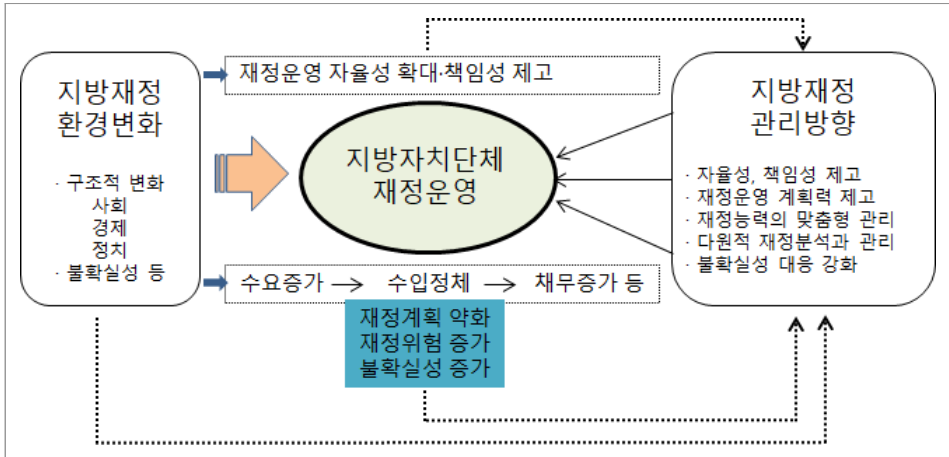 지방재정
환경변화
· 구조적 변화
사회
경제
정치
· 불확실성 등
재정운영 자율성 확대·책임성 제고
지방자치단체
재정운영
수요증가 → 수입정체 → 채무증가 등
재정계획 약화
재정위험 증가
불확실성 증가
지방재정
관리방향
· 자율성, 책임성 제고
· 재정운영 계획력 제고
· 재정능력의 맞춤형 관리
· 다원적 재정분석과 관리
· 불확실성 대응 강화